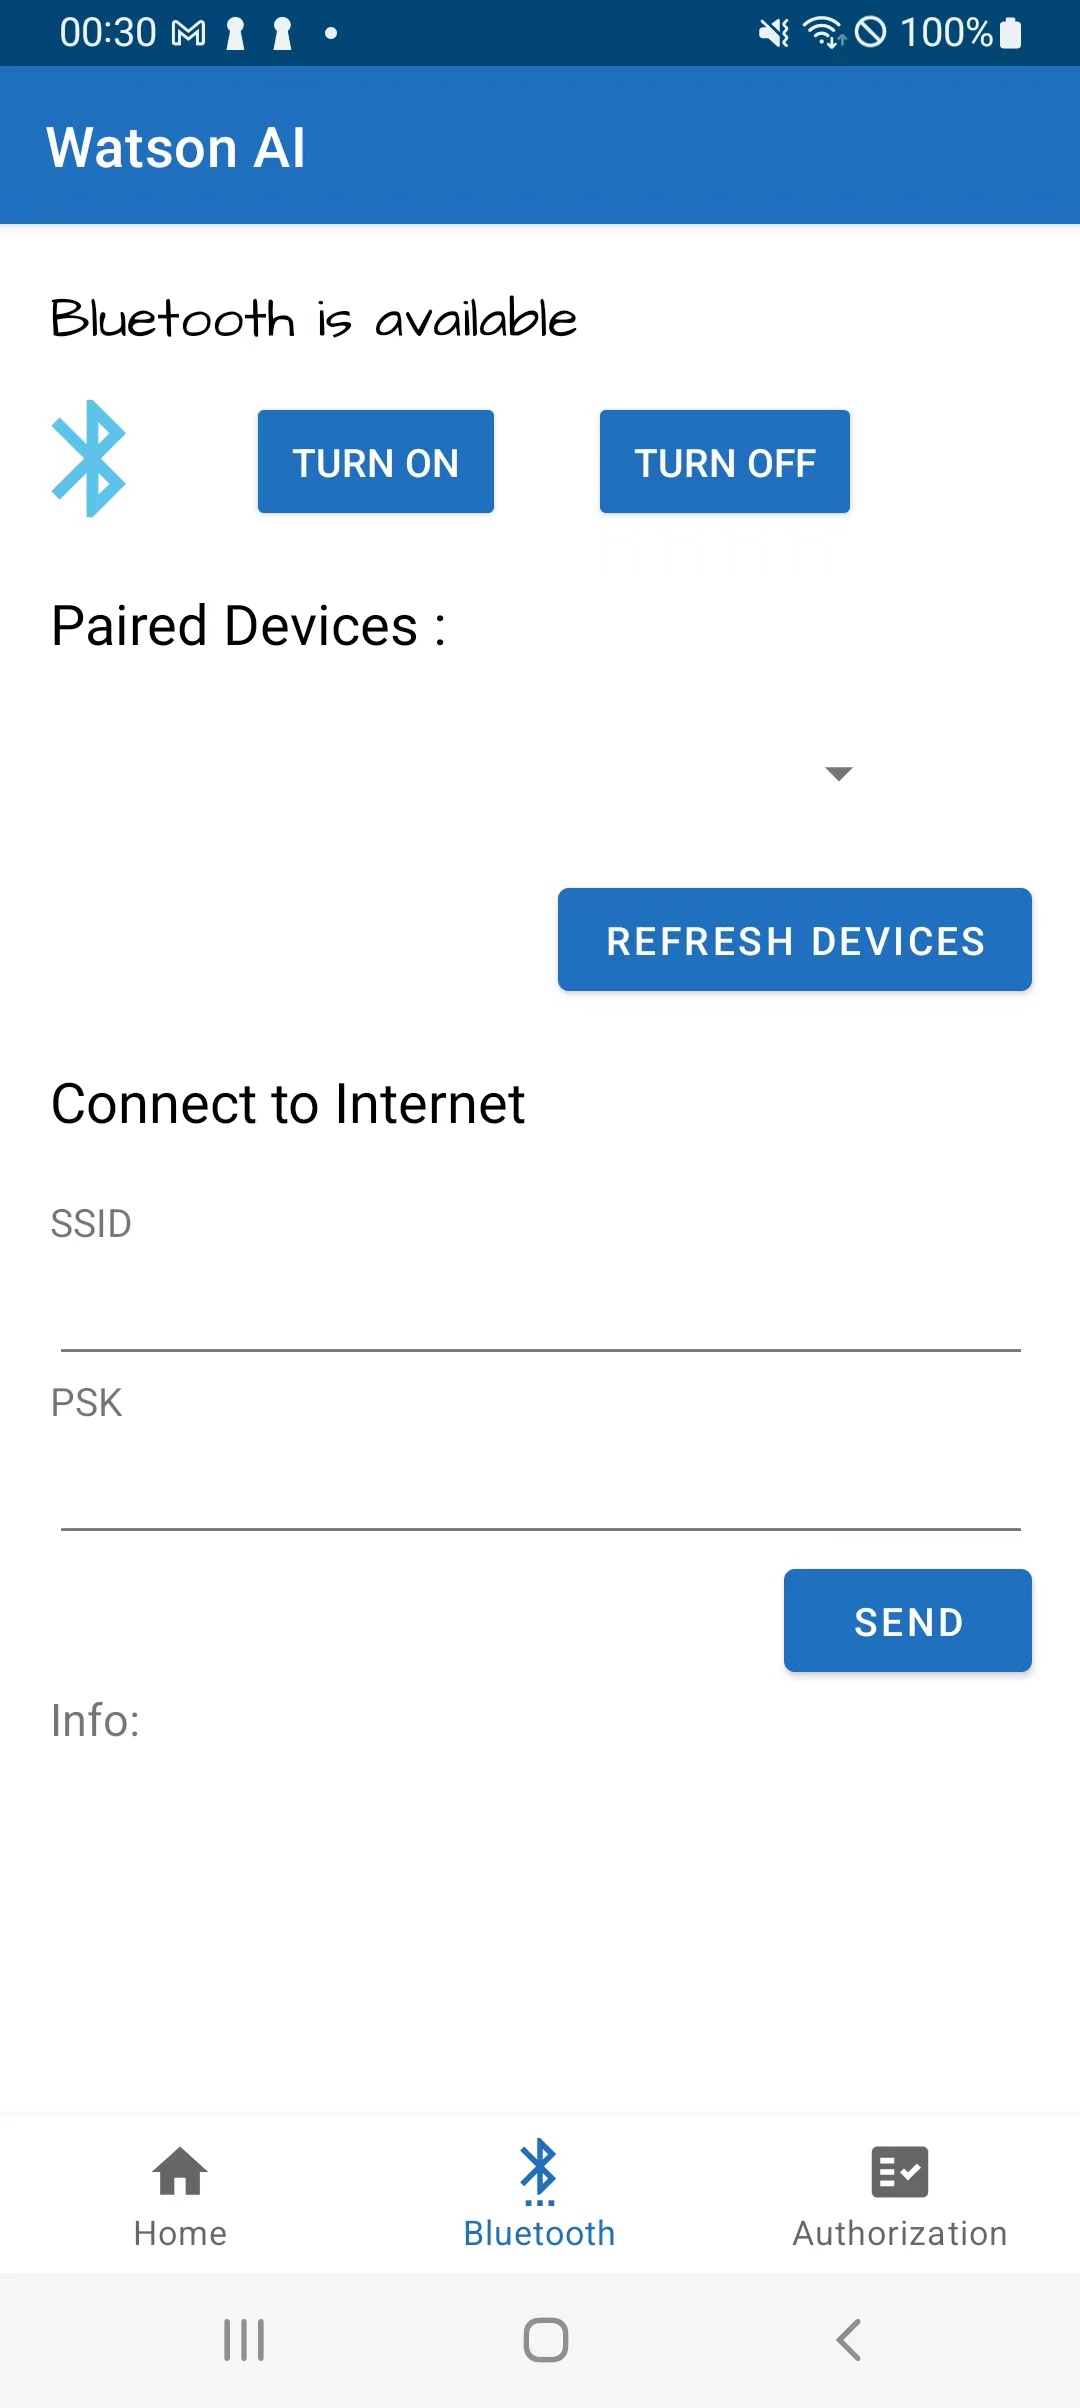 00:30 100%
Watson AI
Bluetooth is available
TURN ON TURN OFF
Paired Devices :
REFRESH DEVICES
Connect to Internet
SSID
PSK
SEND
Info:
Home Bluetooth Authorization